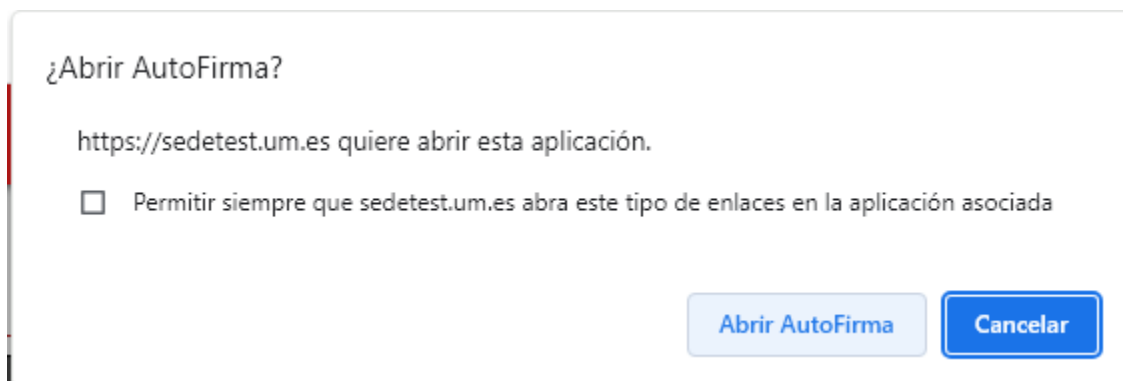 ¿Abrir AutoFirma?
https://sedetest.um.es quiere abrir esta aplicación.
Permitir siempre que sedetest.um.es abra este tipo de enlaces en la aplicación asociada
Abrir AutoFirma
Cancelar